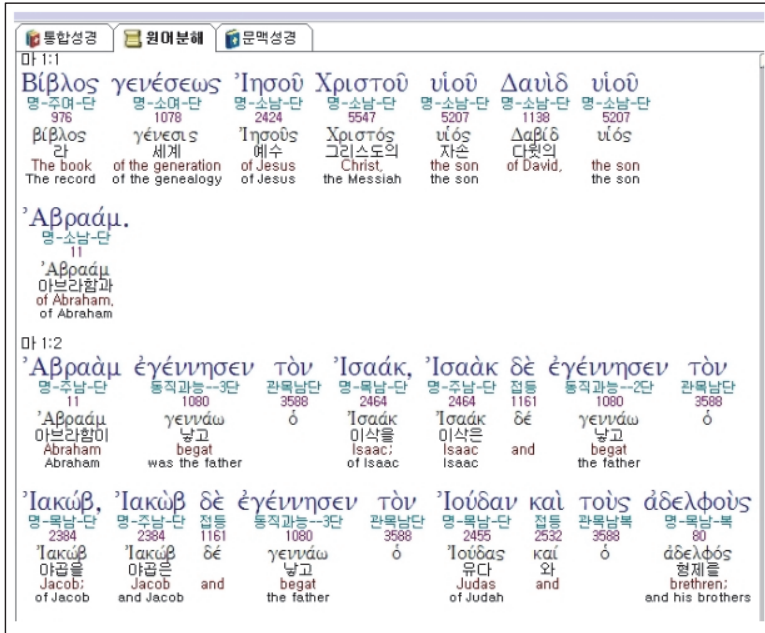 통합성경 원어분해 문맥성경
마 1:1
Βίβλος γενέσεως Ἰησοῦ Χριστοῦ υἱοῦ Δαυὶδ υἱοῦ
명-주여-단 명-소여-단 명-소남-단 명-소남-단 명-소남-단 명-소남-단 명-소남-단
976 1078 2424 5547 5207 1138 5207
βίβλος γένεσις Ἰησοῦς Χριστός υἱός Δαβίδ υἱός
라 세계 예수 그리스도의 자손 다윗의
The book of the generation of Jesus Christ, the son of David, the son
The record of the genealogy of Jesus the Messiah the son the son
Ἀβραάμ.
명-소남-단
11
Ἀβραάμ
아브라함과
of Abraham,
of Abraham
마 1:2
Ἀβραὰμ ἐγέννησεν τὸν Ἰσαάκ, Ἰσαὰκ δὲ ἐγέννησεν τὸν
명-주남-단 동직과능--3단 관목남단 명-목남-단 명-주남-단 접등 동직과능--2단 관목남단
11 1080 3588 2464 2464 1161 1080 3588
Ἀβραάμ γεννάω ὁ Ἰσαάκ Ἰσαάκ δέ γεννάω ὁ
아브라함이 낳고 이삭을 이삭은 낳고
Abraham begat Isaac; Isaac and begat
Abraham was the father of Isaac Isaac the father
Ἰακώβ, Ἰακὼβ δὲ ἐγέννησεν τὸν Ἰούδαν καὶ τοὺς ἀδελφοὺς
명-목남-단 명-주남-단 접등 동직과능--3단 관목남단 명-목남-단 접등 관목남복 명-목남-복
2384 2384 1161 1080 3588 2455 2532 3588 80
Ἰακώβ Ἰακώβ δέ γεννάω ὁ Ἰούδας καί ὁ ἀδελφός
야곱을 야곱은 낳고 유다 와 형제를
Jacob; Jacob and begat Judas and brethren;
of Jacob and Jacob the father of Judah and his brothers